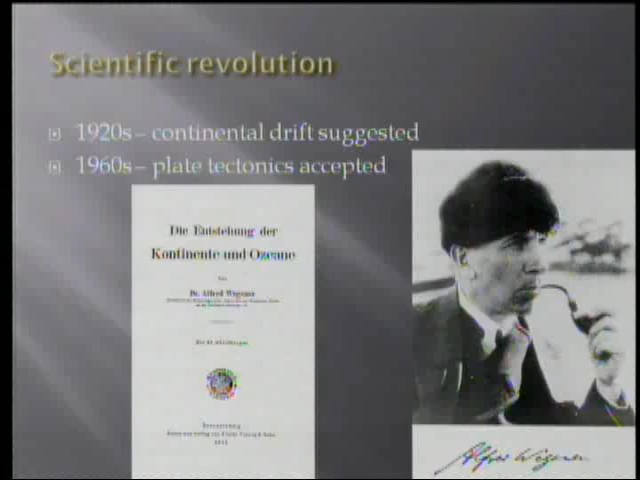 Scientific revolution
1920s – continental drift suggested
1960s – plate tectonics accepted
Die Entstehung der
Kontinente und Ozeane
Von
Dr. Alfred Wegener
Alfred Wegener